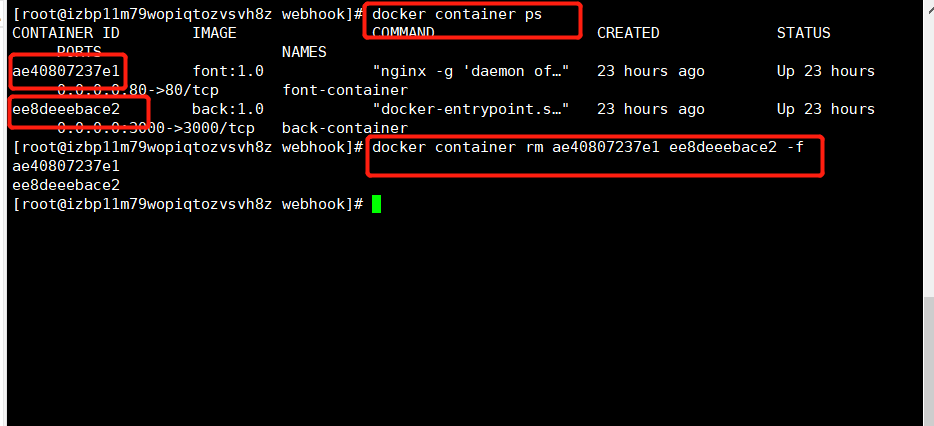 [root@izbp11m79wopiqtozvsvh8z webhook]# docker container ps
CONTAINER ID        IMAGE               COMMAND                  CREATED             STATUS
     PORTS                    NAMES
ae40807237e1        font:1.0            "nginx -g 'daemon of…"   23 hours ago        Up 23 hours
     0.0.0.0:80->80/tcp       font-container
ee8deeebace2        back:1.0            "docker-entrypoint.s…"   23 hours ago        Up 23 hours
     0.0.0.0:3000->3000/tcp   back-container
[root@izbp11m79wopiqtozvsvh8z webhook]# docker container rm ae40807237e1 ee8deeebace2 -f
ae40807237e1
ee8deeebace2
[root@izbp11m79wopiqtozvsvh8z webhook]#